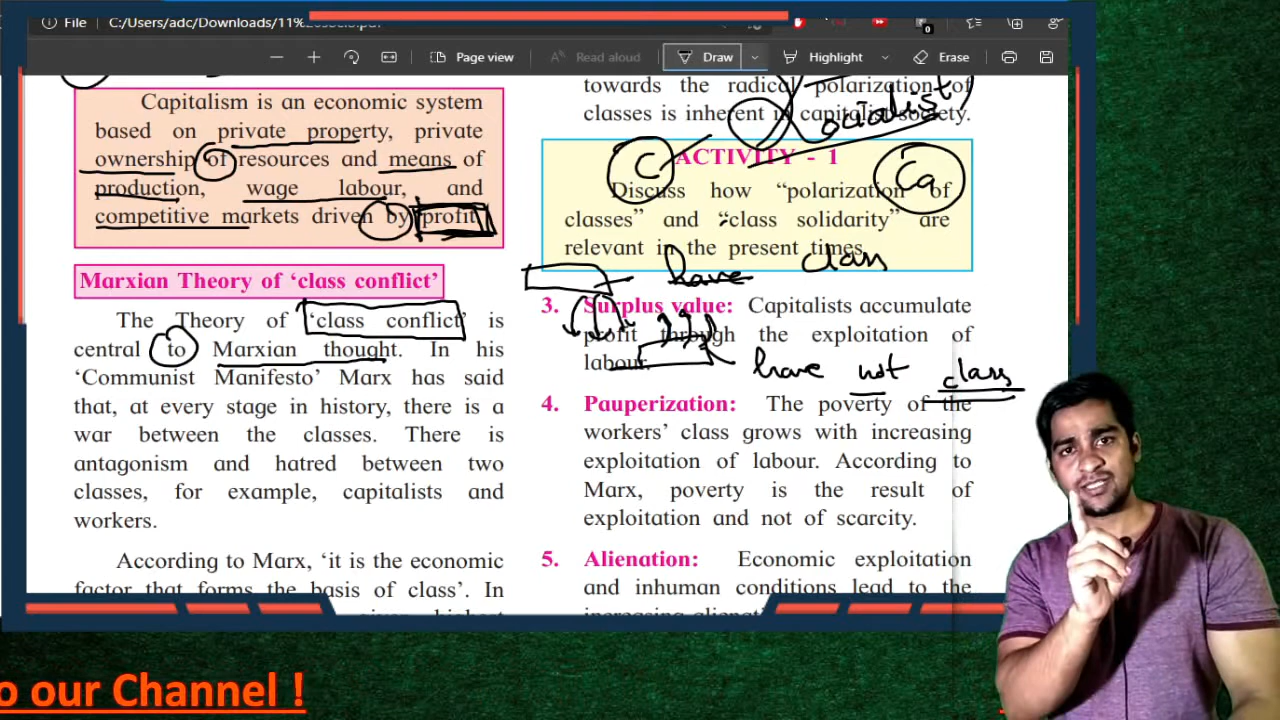 File C:/Users/adc/Downloads/11%20socio.pdf
Page view
Read aloud
Draw
Highlight
Erase
Capitalism is an economic system
based on private property, private
ownership of resources and means of
production, wage labour, and
competitive markets driven by profit.
Marxian Theory of 'class conflict'
The Theory of 'class conflict' is
central to Marxian thought. In his
'Communist Manifesto' Marx has said
that, at every stage in history, there is a
war between the classes. There is
antagonism and hatred between two
classes, for example, capitalists and
workers.
According to Marx, 'it is the economic
factor that forms the basis of class'. In
towards the radical polarization of
classes is inherent in capitalist society.
Socialist
C
Ca
ACTIVITY - 1
Discuss how "polarization of
classes" and "class solidarity" are
relevant in the present times.
have class
3. Surplus value: Capitalists accumulate
profit through the exploitation of
labour.
have not class
4. Pauperization: The poverty of the
workers' class grows with increasing
exploitation of labour. According to
Marx, poverty is the result of
exploitation and not of scarcity.
5. Alienation: Economic exploitation
and inhuman conditions lead to the
o our Channel !